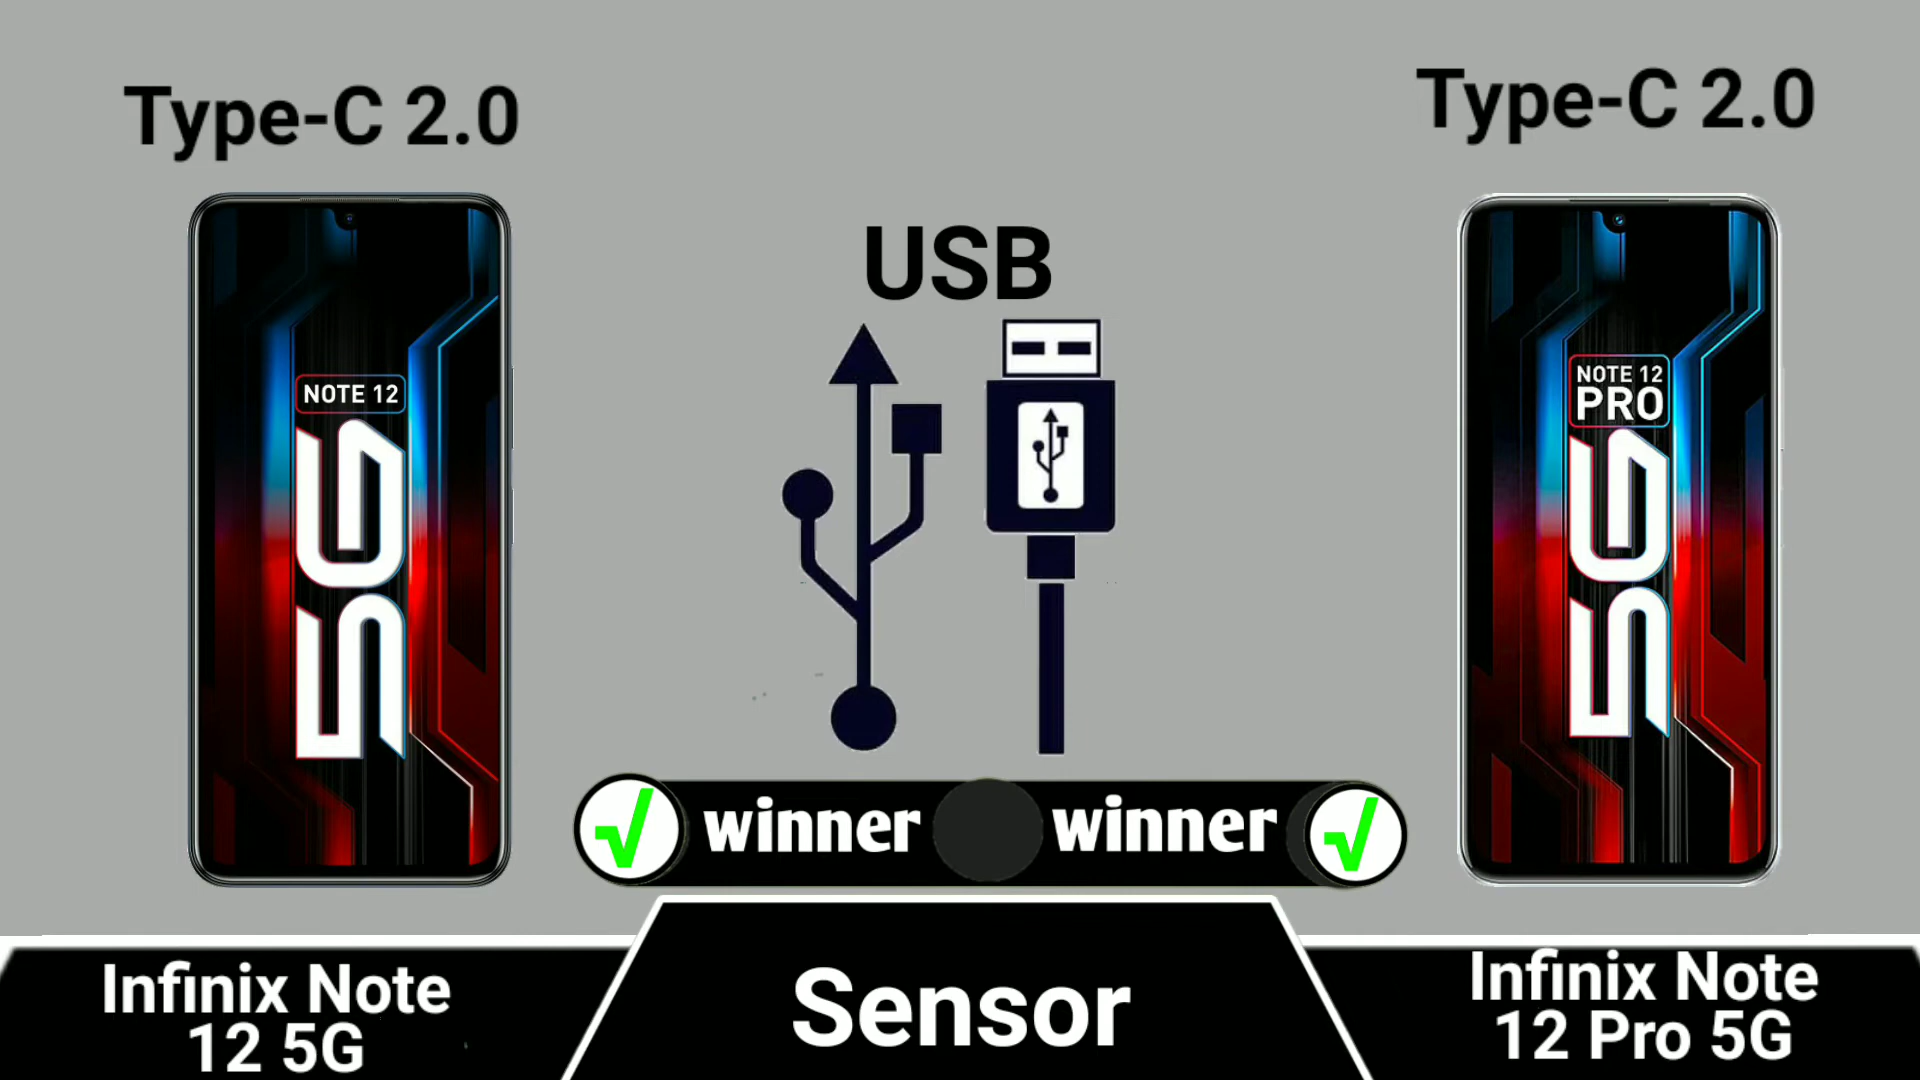 Type-C 2.0
Type-C 2.0
USB
NOTE 12
5G
NOTE 12
PRO
5G
winner
winner
Infinix Note
12 5G
Sensor
Infinix Note
12 Pro 5G